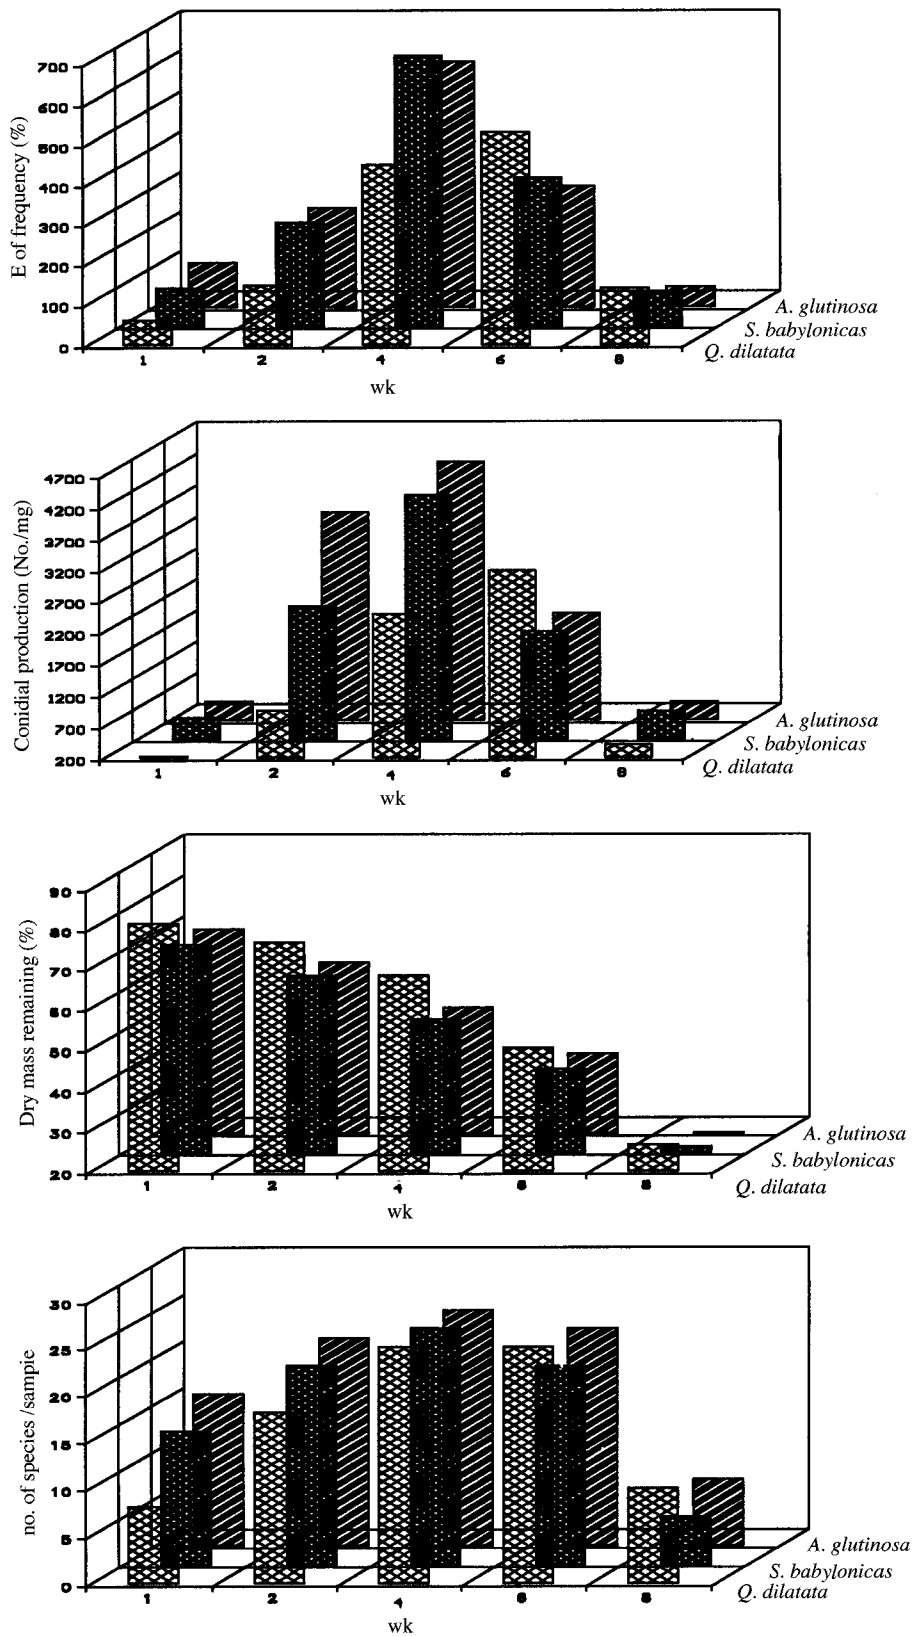 700
600
500
400
300
200
100
0
E of frequency (%)
1 2 4 6 8
A. glutinosa
S. babylonicas
Q. dilatata
wk
4700
4200
3700
3200
2700
2200
1700
1200
700
200
Conidial production (No./mg)
1 2 4 6 8
A. glutinosa
S. babylonicas
Q. dilatata
wk
90
80
70
60
50
40
30
20
Dry mass remaining (%)
1 2 4 6 8
A. glutinosa
S. babylonicas
Q. dilatata
wk
30
25
20
15
10
5
0
no. of species /sampie
1 2 4 6 8
A. glutinosa
S. babylonicas
Q. dilatata
wk